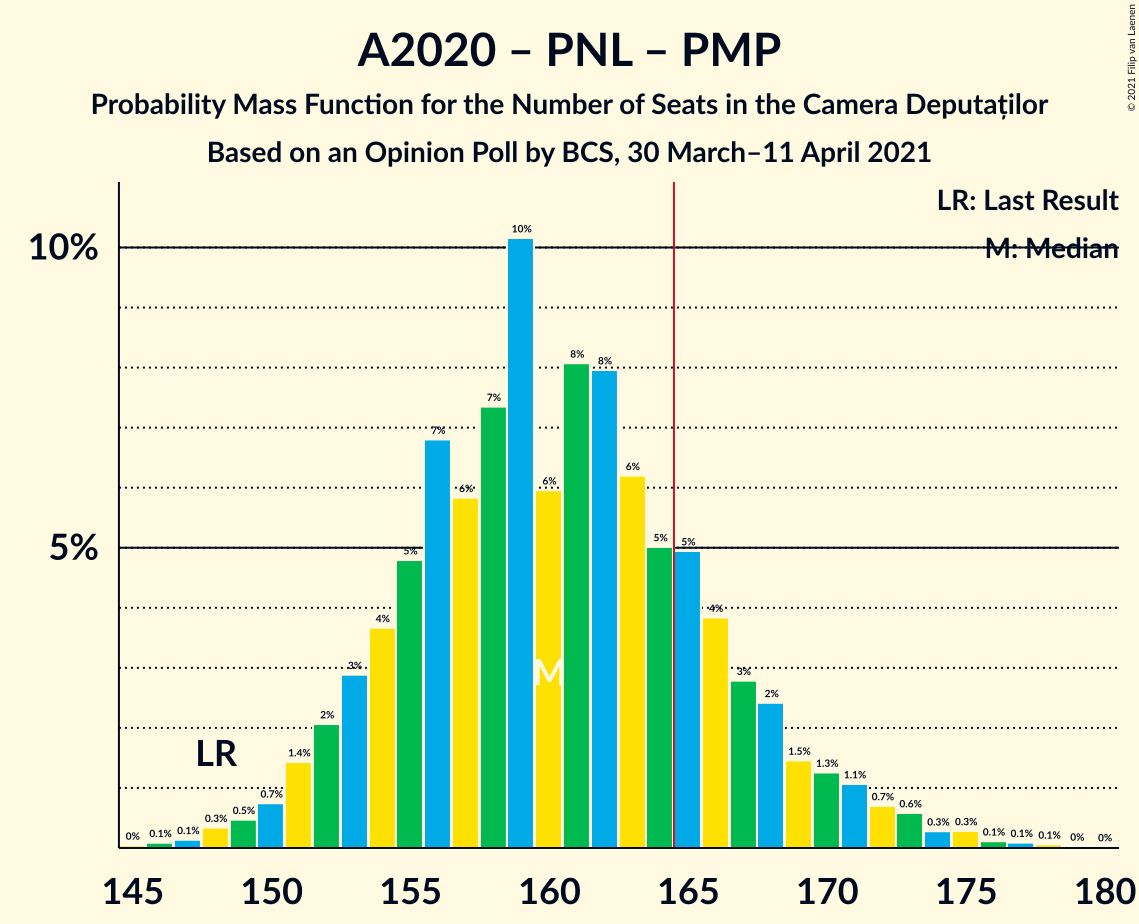 A2020 – PNL – PMP
Probability Mass Function for the Number of Seats in the Camera Deputaților
Based on an Opinion Poll by BCS, 30 March–11 April 2021
© 2021 Filip van Laenen
LR: Last Result
M: Median
10%
5%
0% 0.1% 0.1% 0.3% 0.5% 0.7% 1.4% 2% 3% 4% 5% 7% 6% 7% 10% 6% 8% 8% 6% 5% 5% 4% 3% 2% 1.5% 1.3% 1.1% 0.7% 0.6% 0.3% 0.3% 0.1% 0.1% 0.1% 0% 0%
M
LR
145 150 155 160 165 170 175 180